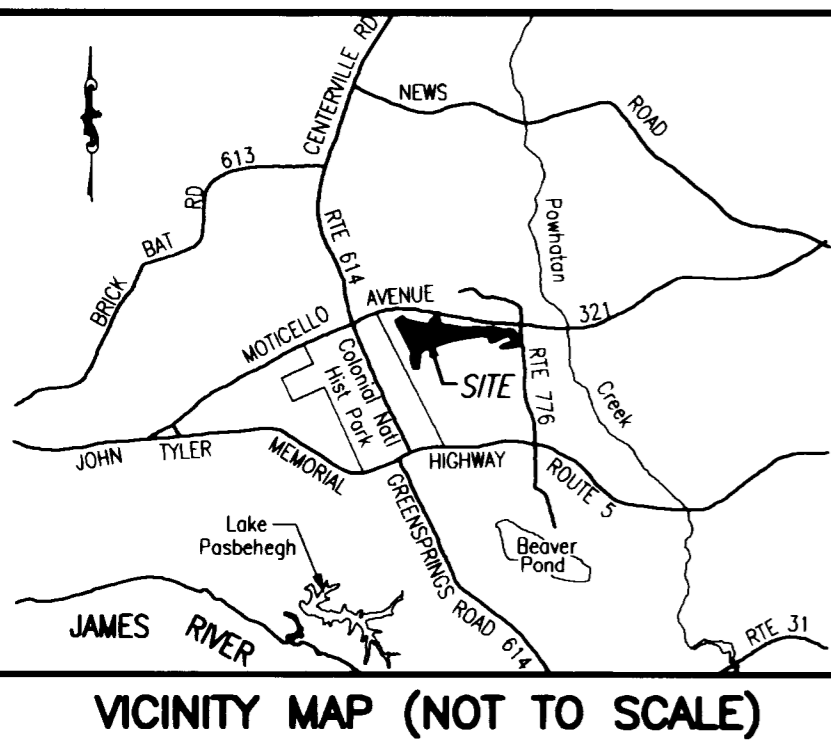 CENTERVILLE RD
NEWS
ROAD
613
BRICK BAT RD
RTE 614
Powhatan
Creek
MOTICELLO AVENUE
321
SITE
RTE 776
Colonial Natl
Hist Park
JOHN TYLER MEMORIAL HIGHWAY
ROUTE 5
GREENSPRINGS ROAD 614
Lake
Pasbehegh
Beaver
Pond
JAMES RIVER
RTE 31
VICINITY MAP (NOT TO SCALE)